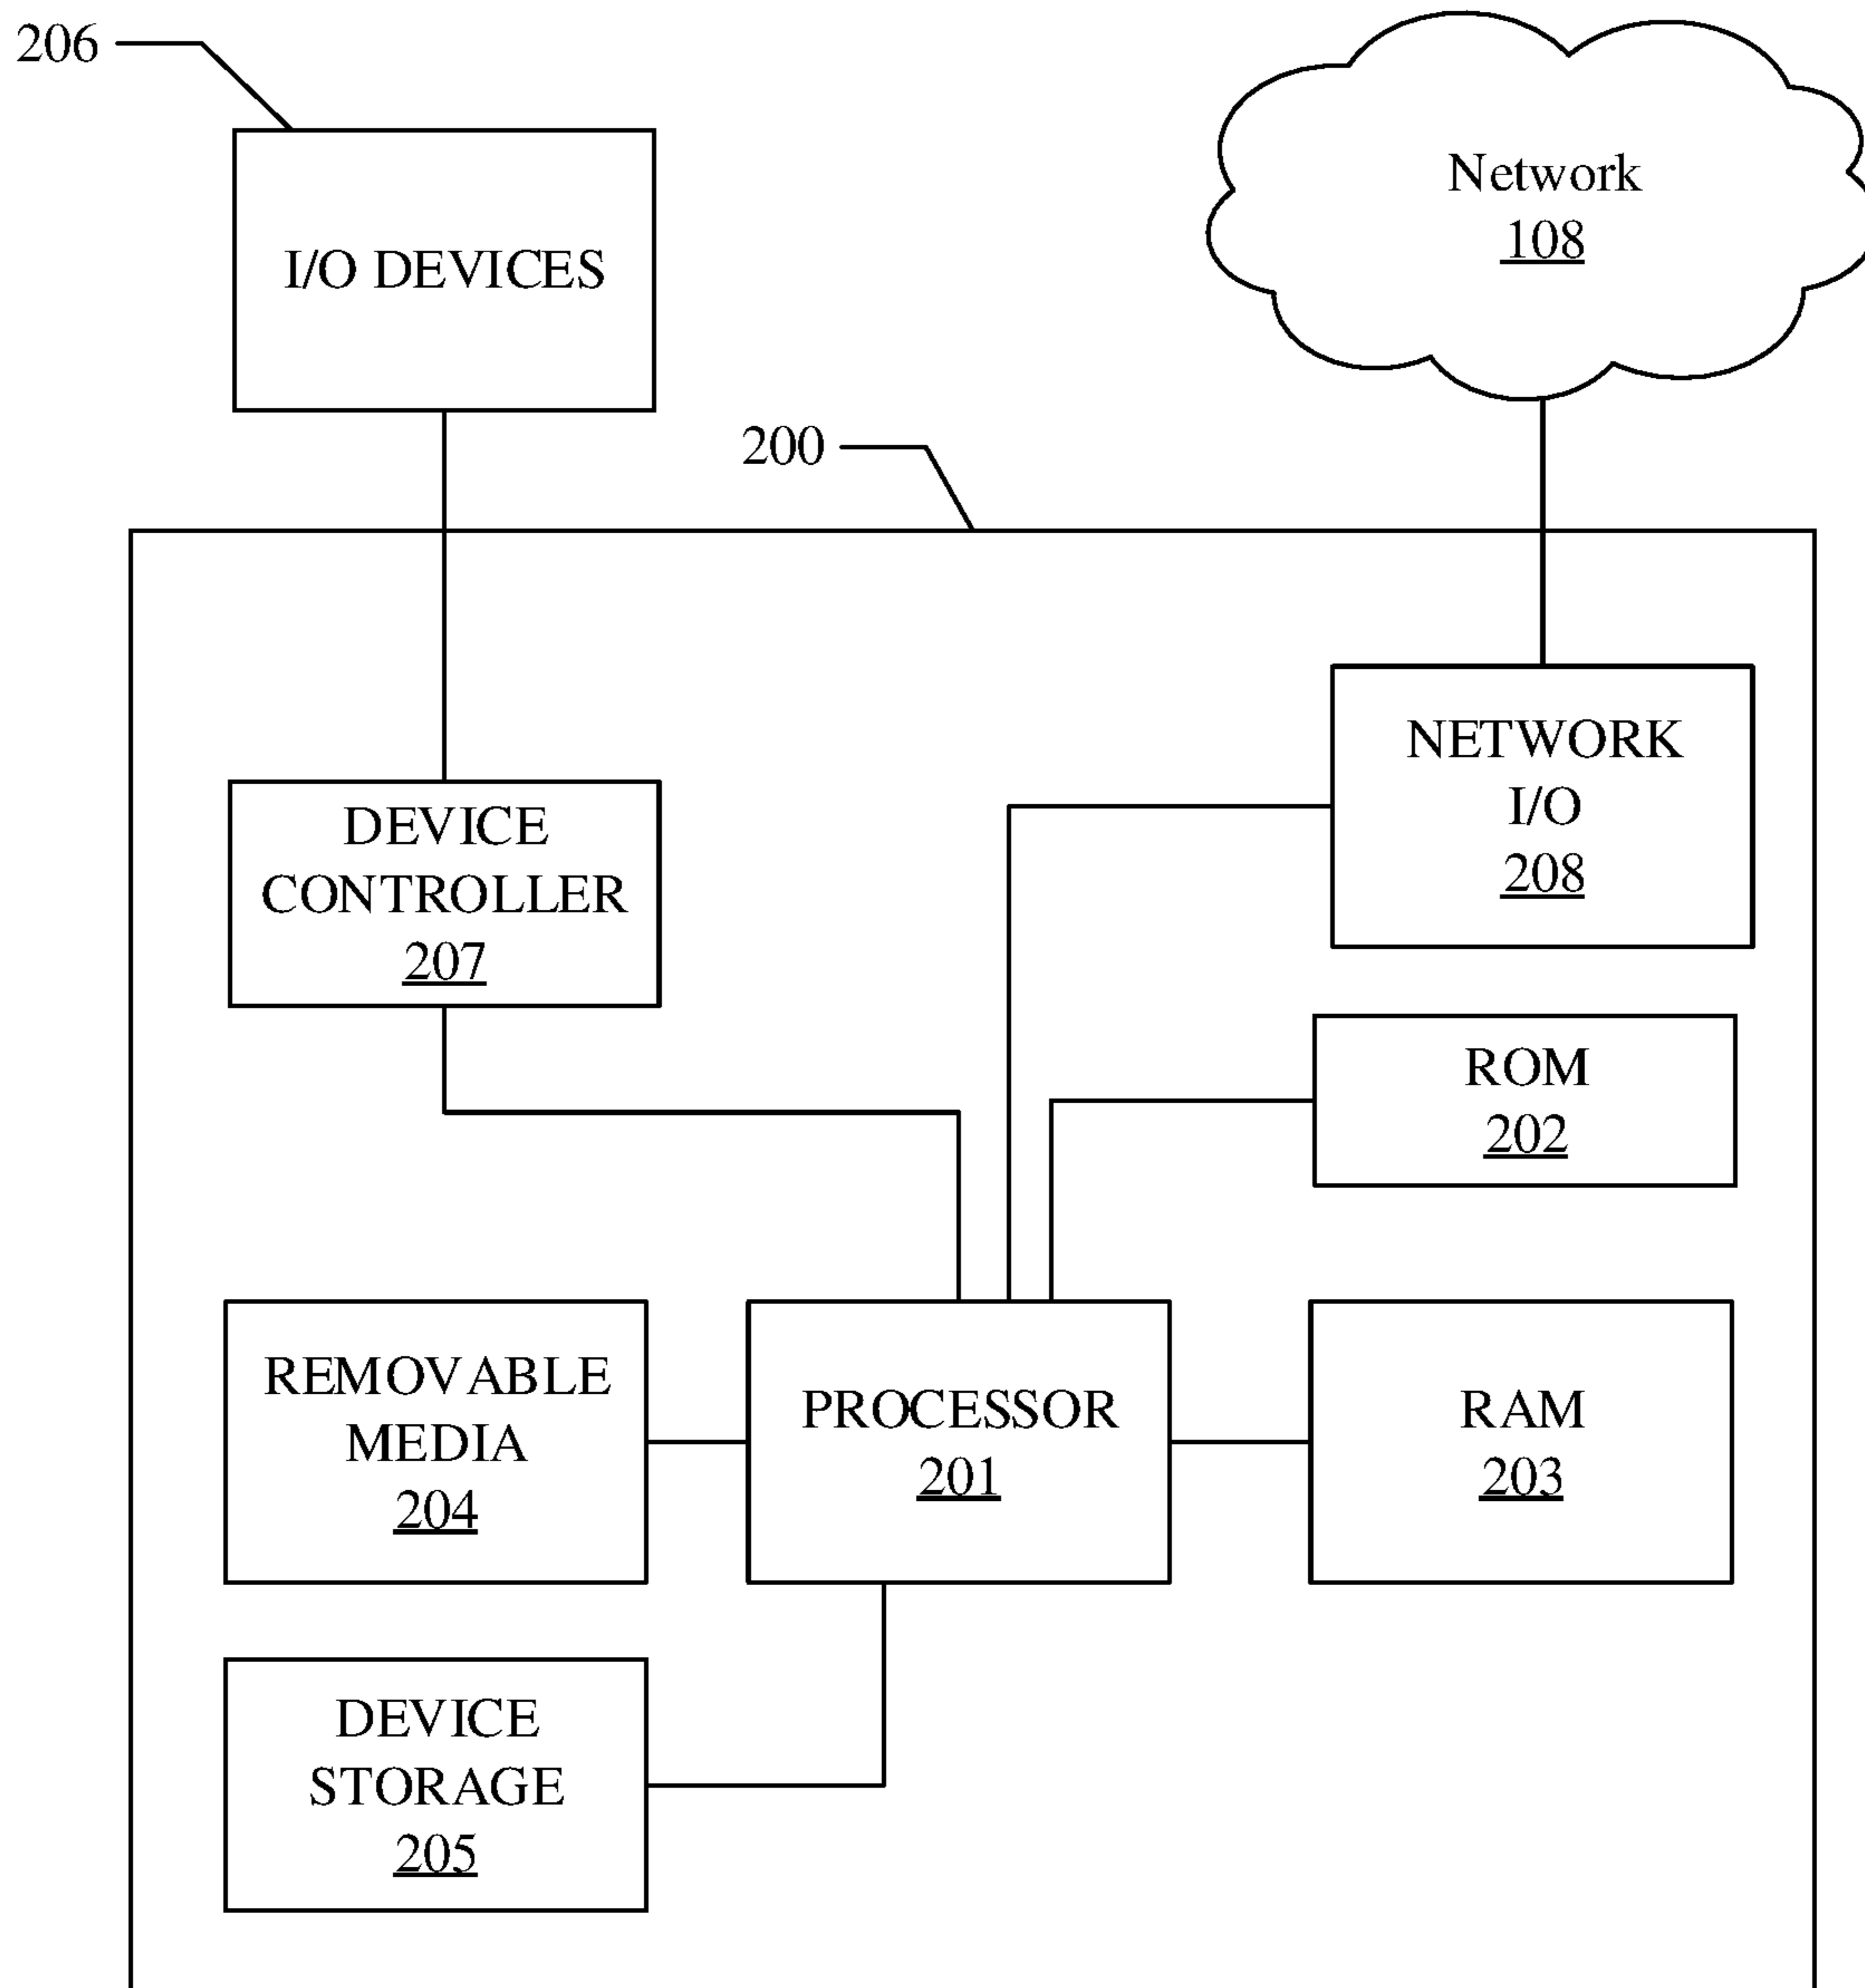 206
I/O DEVICES
Network
108
200
NETWORK
I/O
208
DEVICE
CONTROLLER
207
ROM
202
REMOVABLE
MEDIA
204
PROCESSOR
201
RAM
203
DEVICE
STORAGE
205